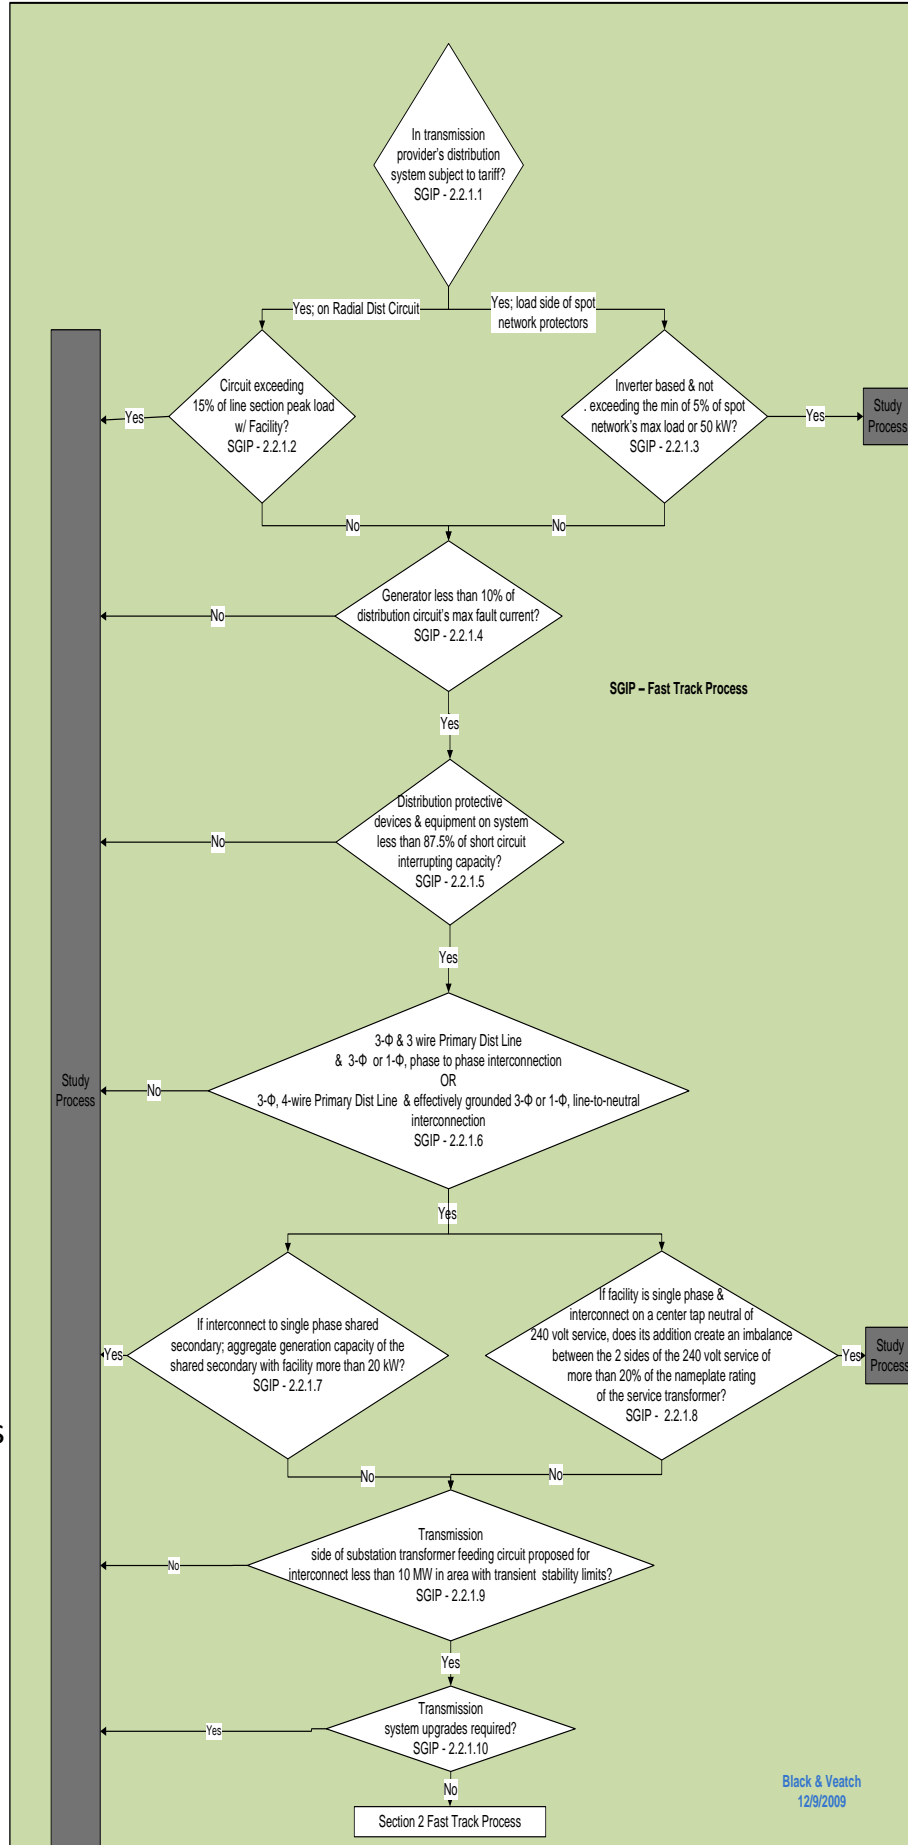 In transmission
provider's distribution
system subject to tariff?
SGIP - 2.2.1.1
Yes; on Radial Dist Circuit
Yes; load side of spot
network protectors
Circuit exceeding
15% of line section peak load
w/ Facility?
SGIP - 2.2.1.2
Yes
Inverter based & not
. exceeding the min of 5% of spot
network's max load or 50 kW?
SGIP - 2.2.1.3
Yes
Study
Process
No
No
Generator less than 10% of
distribution circuit's max fault current?
SGIP - 2.2.1.4
No
SGIP – Fast Track Process
Yes
Distribution protective
devices & equipment on system
less than 87.5% of short circuit
interrupting capacity?
SGIP - 2.2.1.5
No
Yes
3-Φ & 3 wire Primary Dist Line
& 3-Φ or 1-Φ, phase to phase interconnection
OR
3-Φ, 4-wire Primary Dist Line & effectively grounded 3-Φ or 1-Φ, line-to-neutral
interconnection
SGIP - 2.2.1.6
No
Study
Process
Yes
If interconnect to single phase shared
secondary; aggregate generation capacity of the
shared secondary with facility more than 20 kW?
SGIP - 2.2.1.7
Yes
If facility is single phase &
interconnect on a center tap neutral of
240 volt service, does its addition create an imbalance
between the 2 sides of the 240 volt service of
more than 20% of the nameplate rating
of the service transformer?
SGIP - 2.2.1.8
Yes
Study
Process
s
No
No
Transmission
side of substation transformer feeding circuit proposed for
interconnect less than 10 MW in area with transient stability limits?
SGIP - 2.2.1.9
No
Yes
Transmission
system upgrades required?
SGIP - 2.2.1.10
Yes
No
Section 2 Fast Track Process
Black & Veatch
12/9/2009